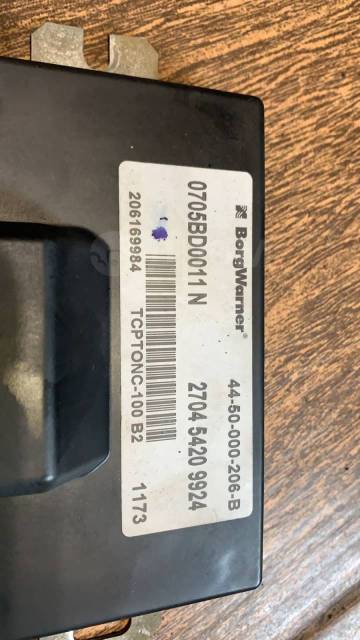 BorgWarner® 44-50-000-206-B
0705BD0011 N 2704 5420 9924
206169984 TCPTONC-100 B2 1173